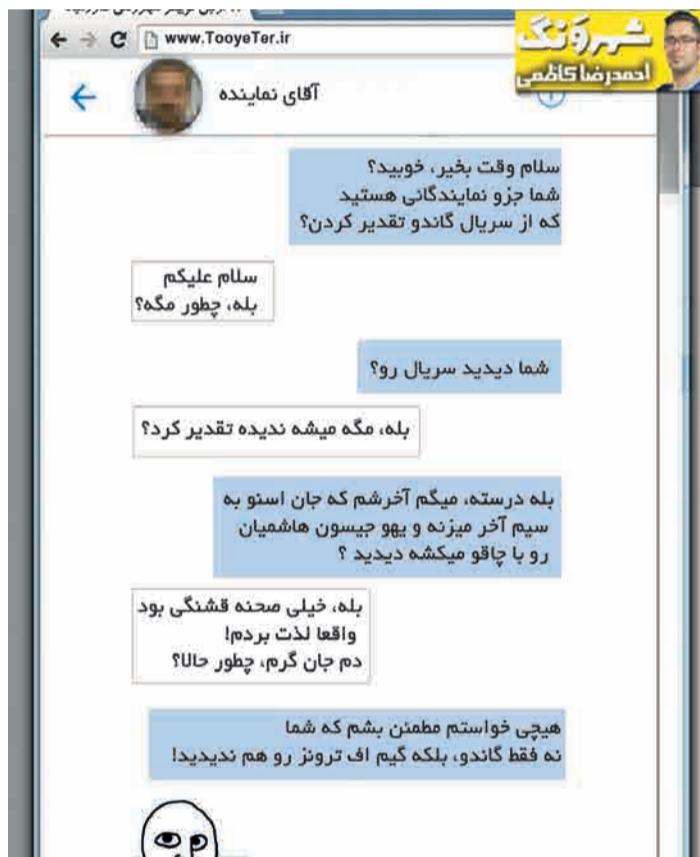 www.TooyeTer.ir
شهرونگ
احمدرضا کاظمی
آقای نماینده
سلام وقت بخیر، خوبید؟
شما جزو نمایندگانی هستید
که از سریال گاندو تقدیر کردن؟
سلام علیکم
بله، چطور مگه؟
شما دیدید سریال رو؟
بله، مگه میشه ندیده تقدیر کرد؟
بله درسته، میگم آخرشم که جان اسنو به
سیم آخر میزنه و یهو جیسون هاشمیان
رو با چاقو میکشه دیدید ؟
بله، خیلی صحنه قشنگی بود
واقعا لذت بردم!
دم جان گرم، چطور حالا؟
هیچی خواستم مطمئن بشم که شما
نه فقط گاندو، بلکه گیم اف ترونز رو هم ندیدید!